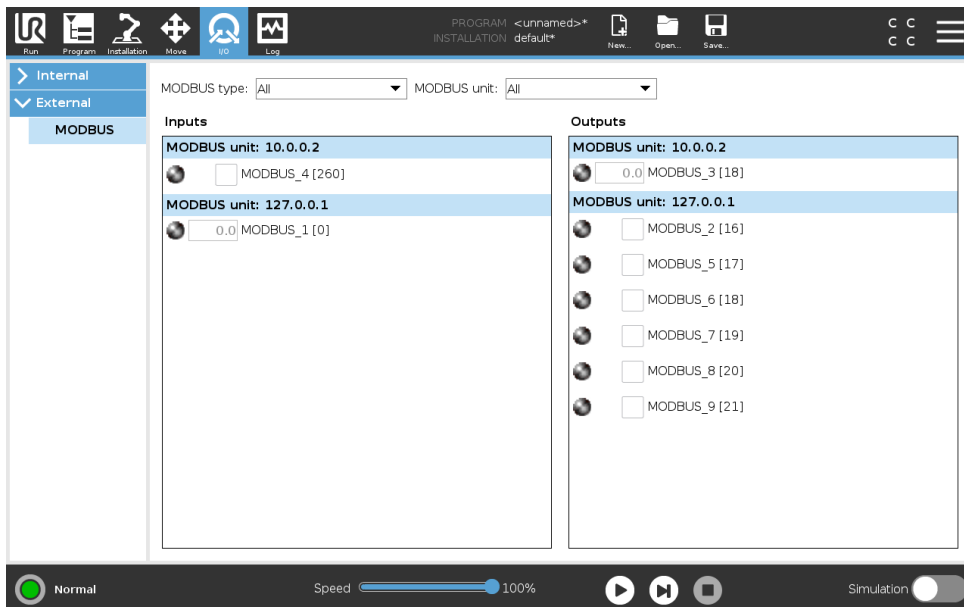 PROGRAM <unnamed>*
INSTALLATION default*
UR
Run
Program
Installation
Move
I/O
Log
New...
Open...
Save...
C C
C C
Internal
External
MODBUS
MODBUS type: All
MODBUS unit: All
Inputs
MODBUS unit: 10.0.0.2
MODBUS_4 [260]
MODBUS unit: 127.0.0.1
0.0 MODBUS_1 [0]
Outputs
MODBUS unit: 10.0.0.2
0.0 MODBUS_3 [18]
MODBUS unit: 127.0.0.1
MODBUS_2 [16]
MODBUS_5 [17]
MODBUS_6 [18]
MODBUS_7 [19]
MODBUS_8 [20]
MODBUS_9 [21]
Normal
Speed 100%
Simulation